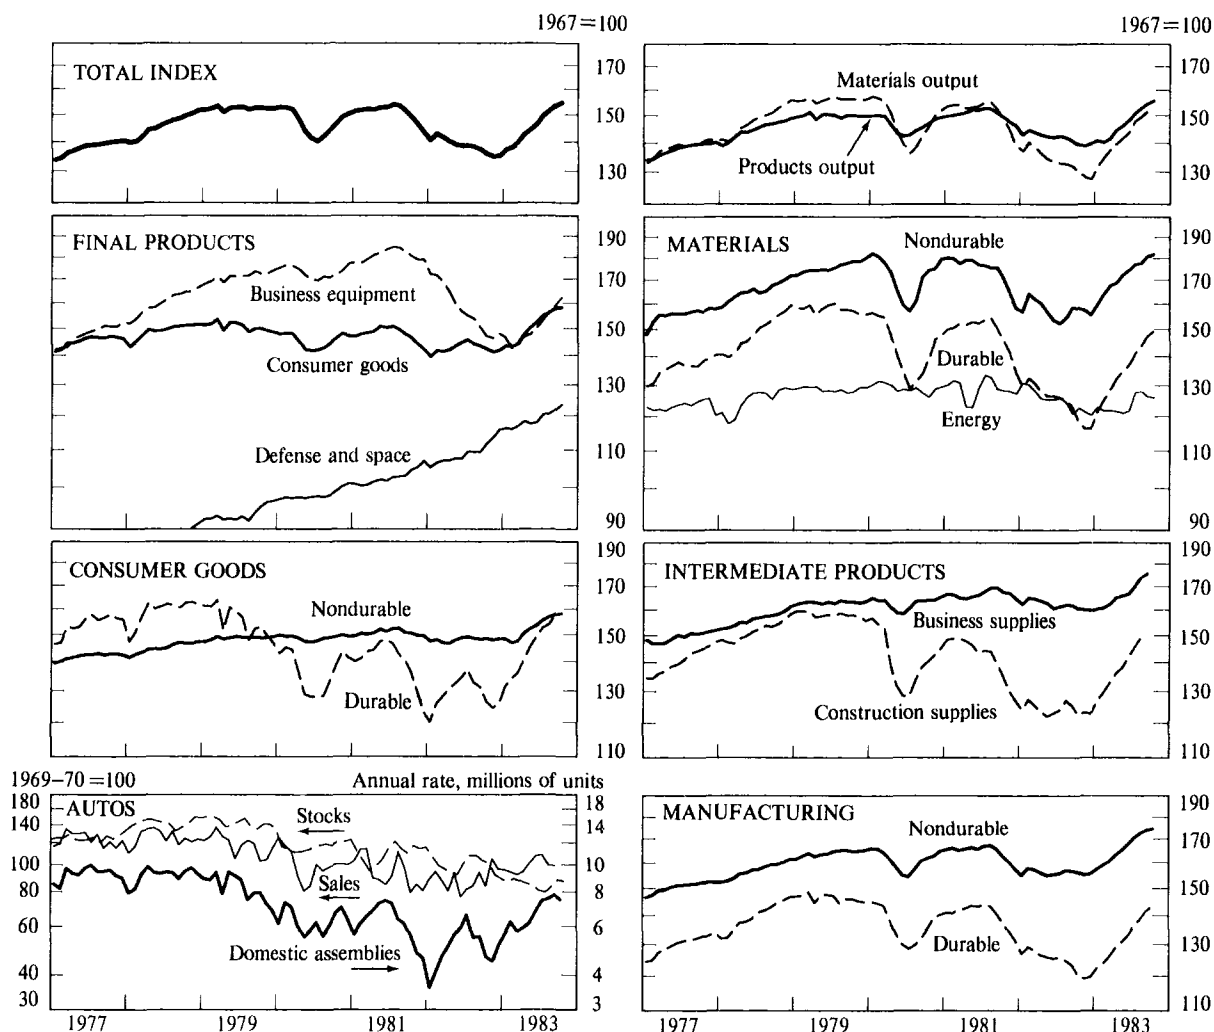 1967=100
TOTAL INDEX
170
150
130
FINAL PRODUCTS
190
Business equipment
170
150
Consumer goods
130
Defense and space
110
90
CONSUMER GOODS
190
170
Nondurable
150
Durable
130
110
1969–70=100
Annual rate, millions of units
AUTOS
180
140
100
80
60
40
30
Stocks
Sales
Domestic assemblies
18
14
10
8
6
4
3
1977
1979
1981
1983
1967=100
Materials output
Products output
170
150
130
MATERIALS
Nondurable
190
170
150
Durable
130
Energy
110
90
INTERMEDIATE PRODUCTS
190
170
Business supplies
150
130
Construction supplies
110
MANUFACTURING
190
Nondurable
170
150
Durable
130
110
1977
1979
1981
1983